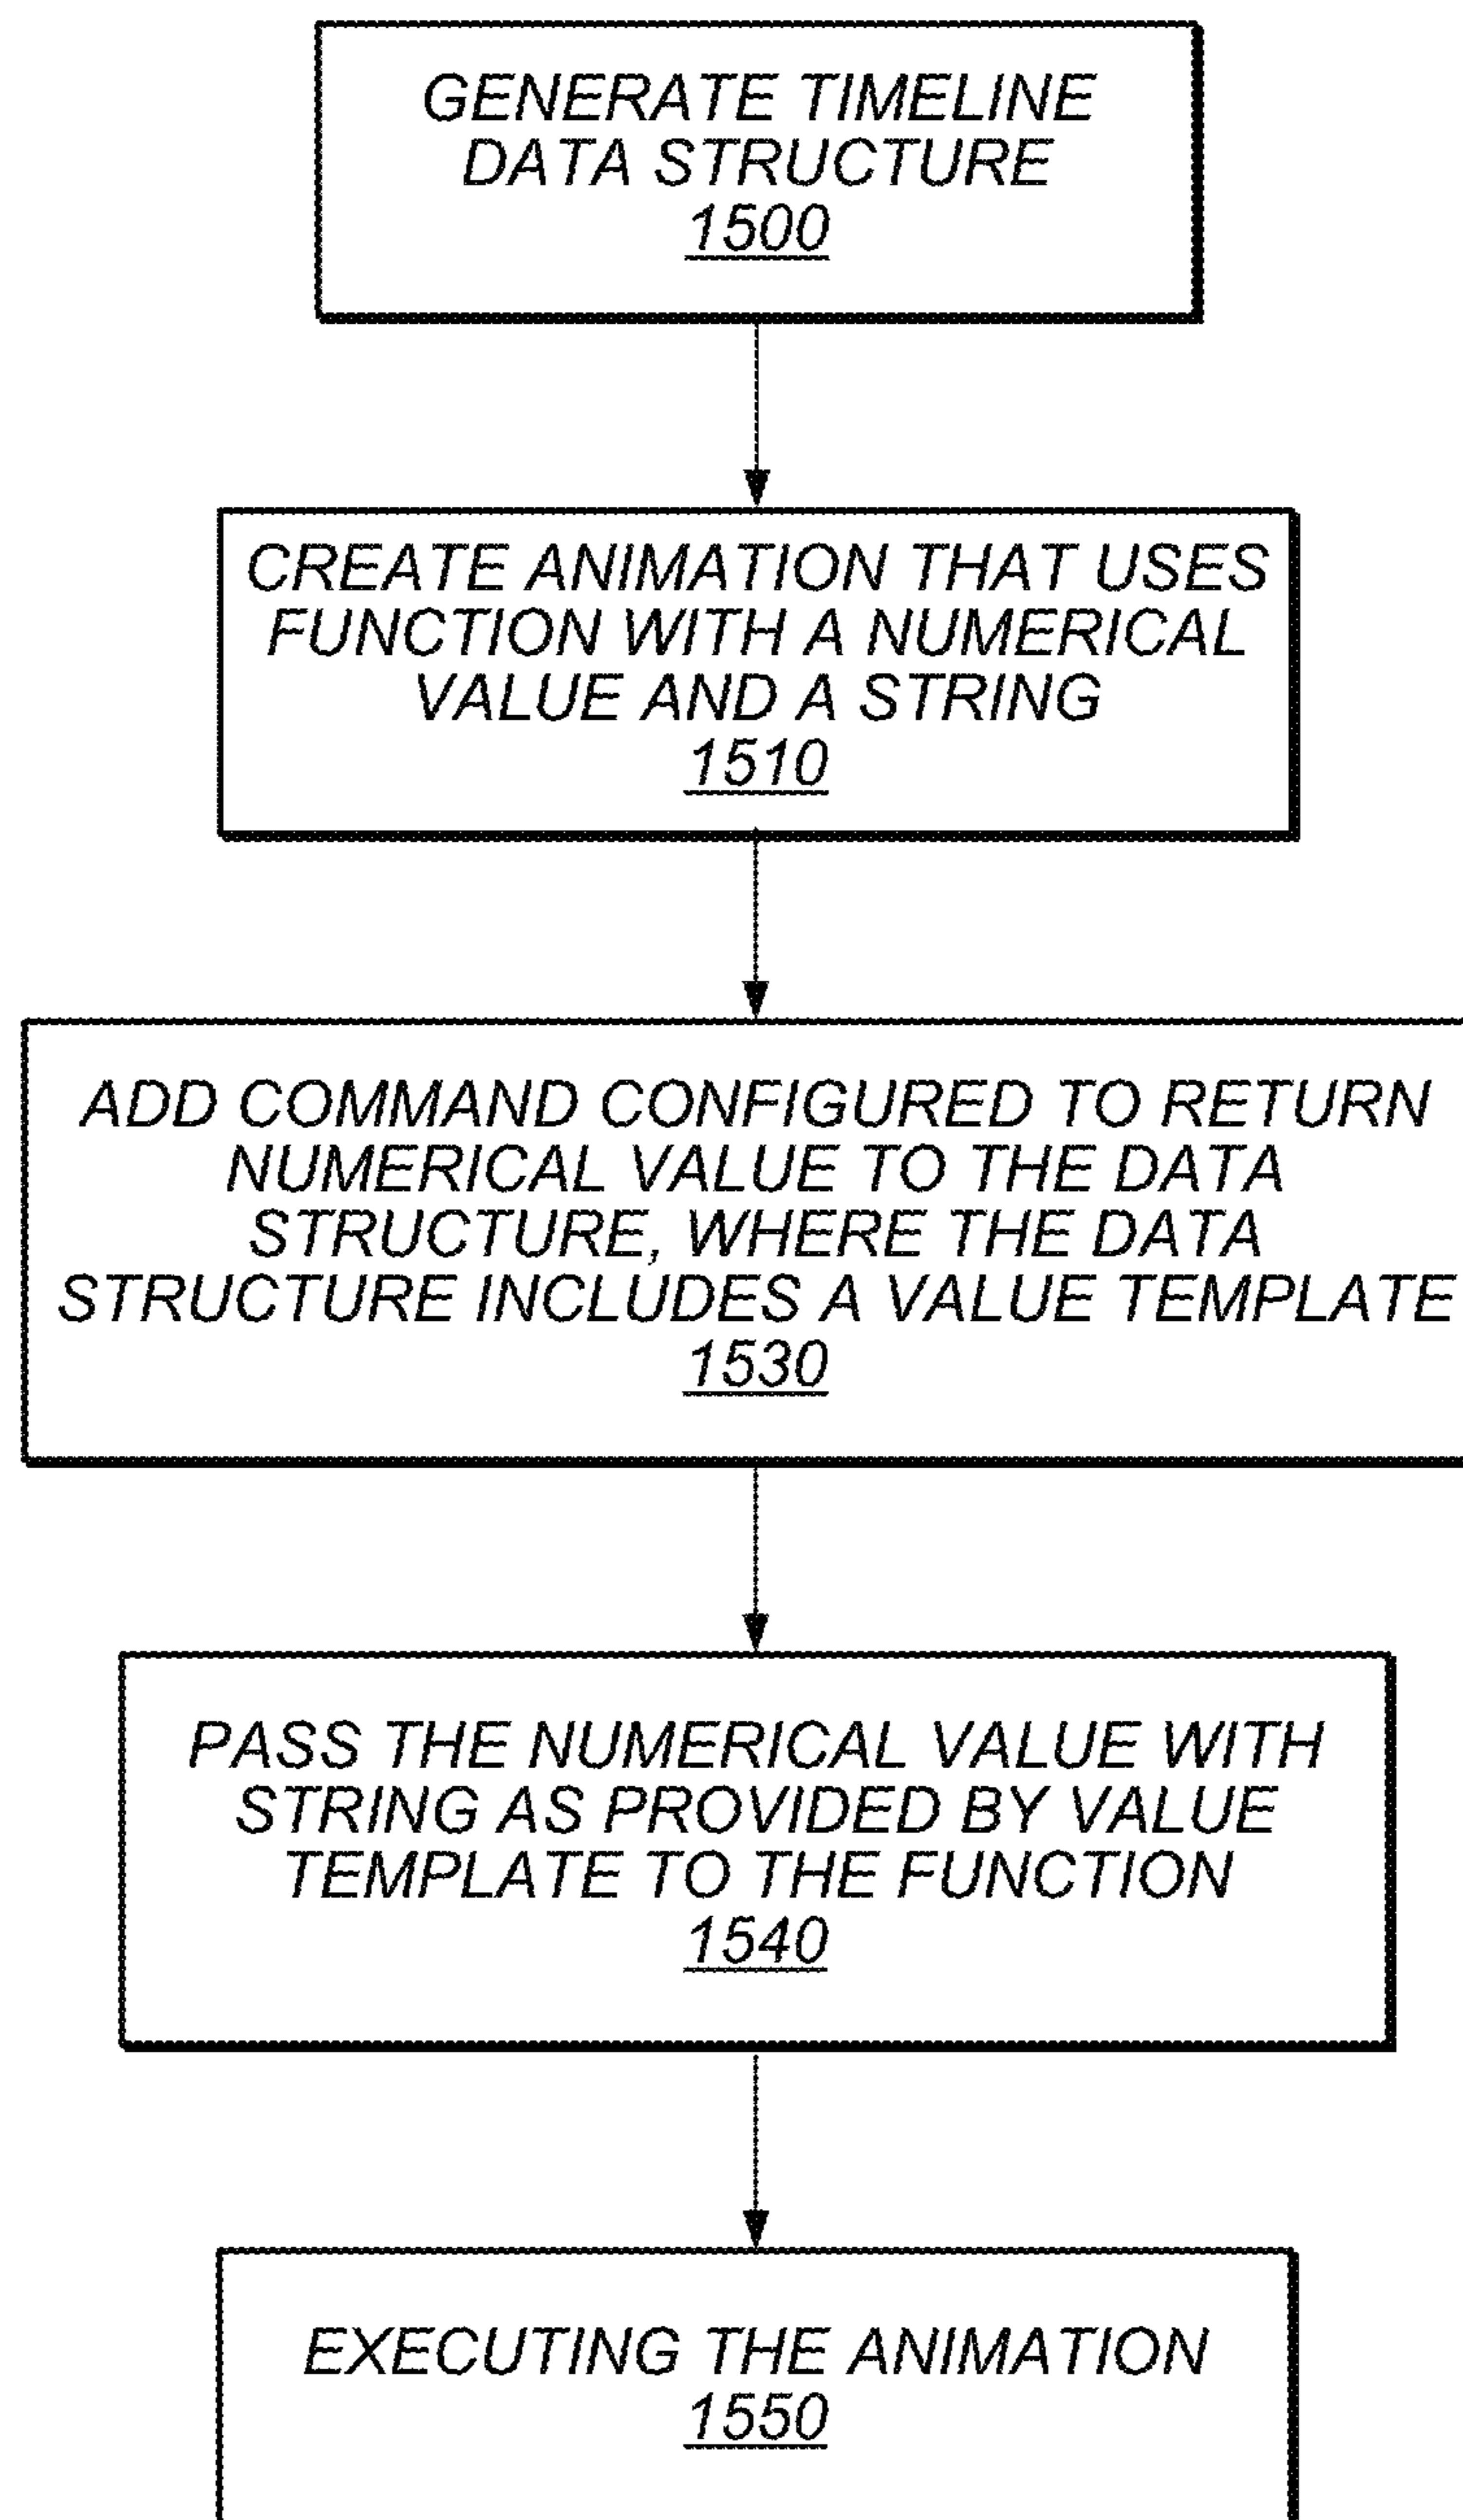 GENERATE TIMELINE
DATA STRUCTURE
1500
CREATE ANIMATION THAT USES
FUNCTION WITH A NUMERICAL
VALUE AND A STRING
1510
ADD COMMAND CONFIGURED TO RETURN
NUMERICAL VALUE TO THE DATA
STRUCTURE, WHERE THE DATA
STRUCTURE INCLUDES A VALUE TEMPLATE
1530
PASS THE NUMERICAL VALUE WITH
STRING AS PROVIDED BY VALUE
TEMPLATE TO THE FUNCTION
1540
EXECUTING THE ANIMATION
1550